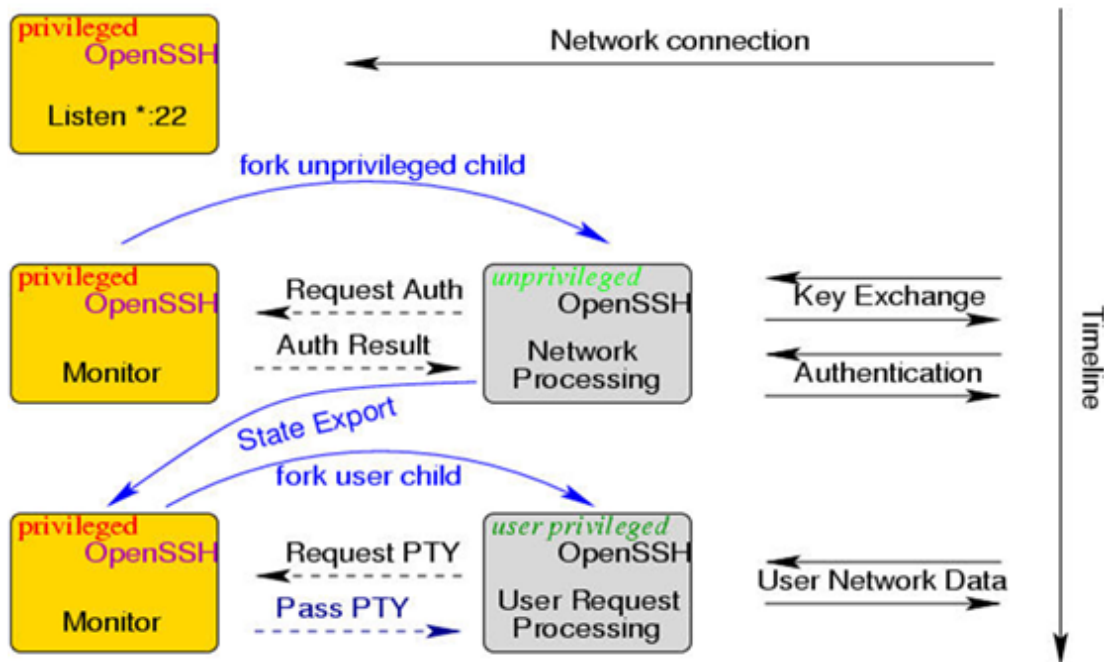 privileged
OpenSSH
Listen *:22
Network connection
fork unprivileged child
privileged
OpenSSH
Monitor
Request Auth
Auth Result
unprivileged
OpenSSH
Network
Processing
Key Exchange
Authentication
State Export
fork user child
privileged
OpenSSH
Monitor
Request PTY
Pass PTY
user privileged
OpenSSH
User Request
Processing
User Network Data
Timeline